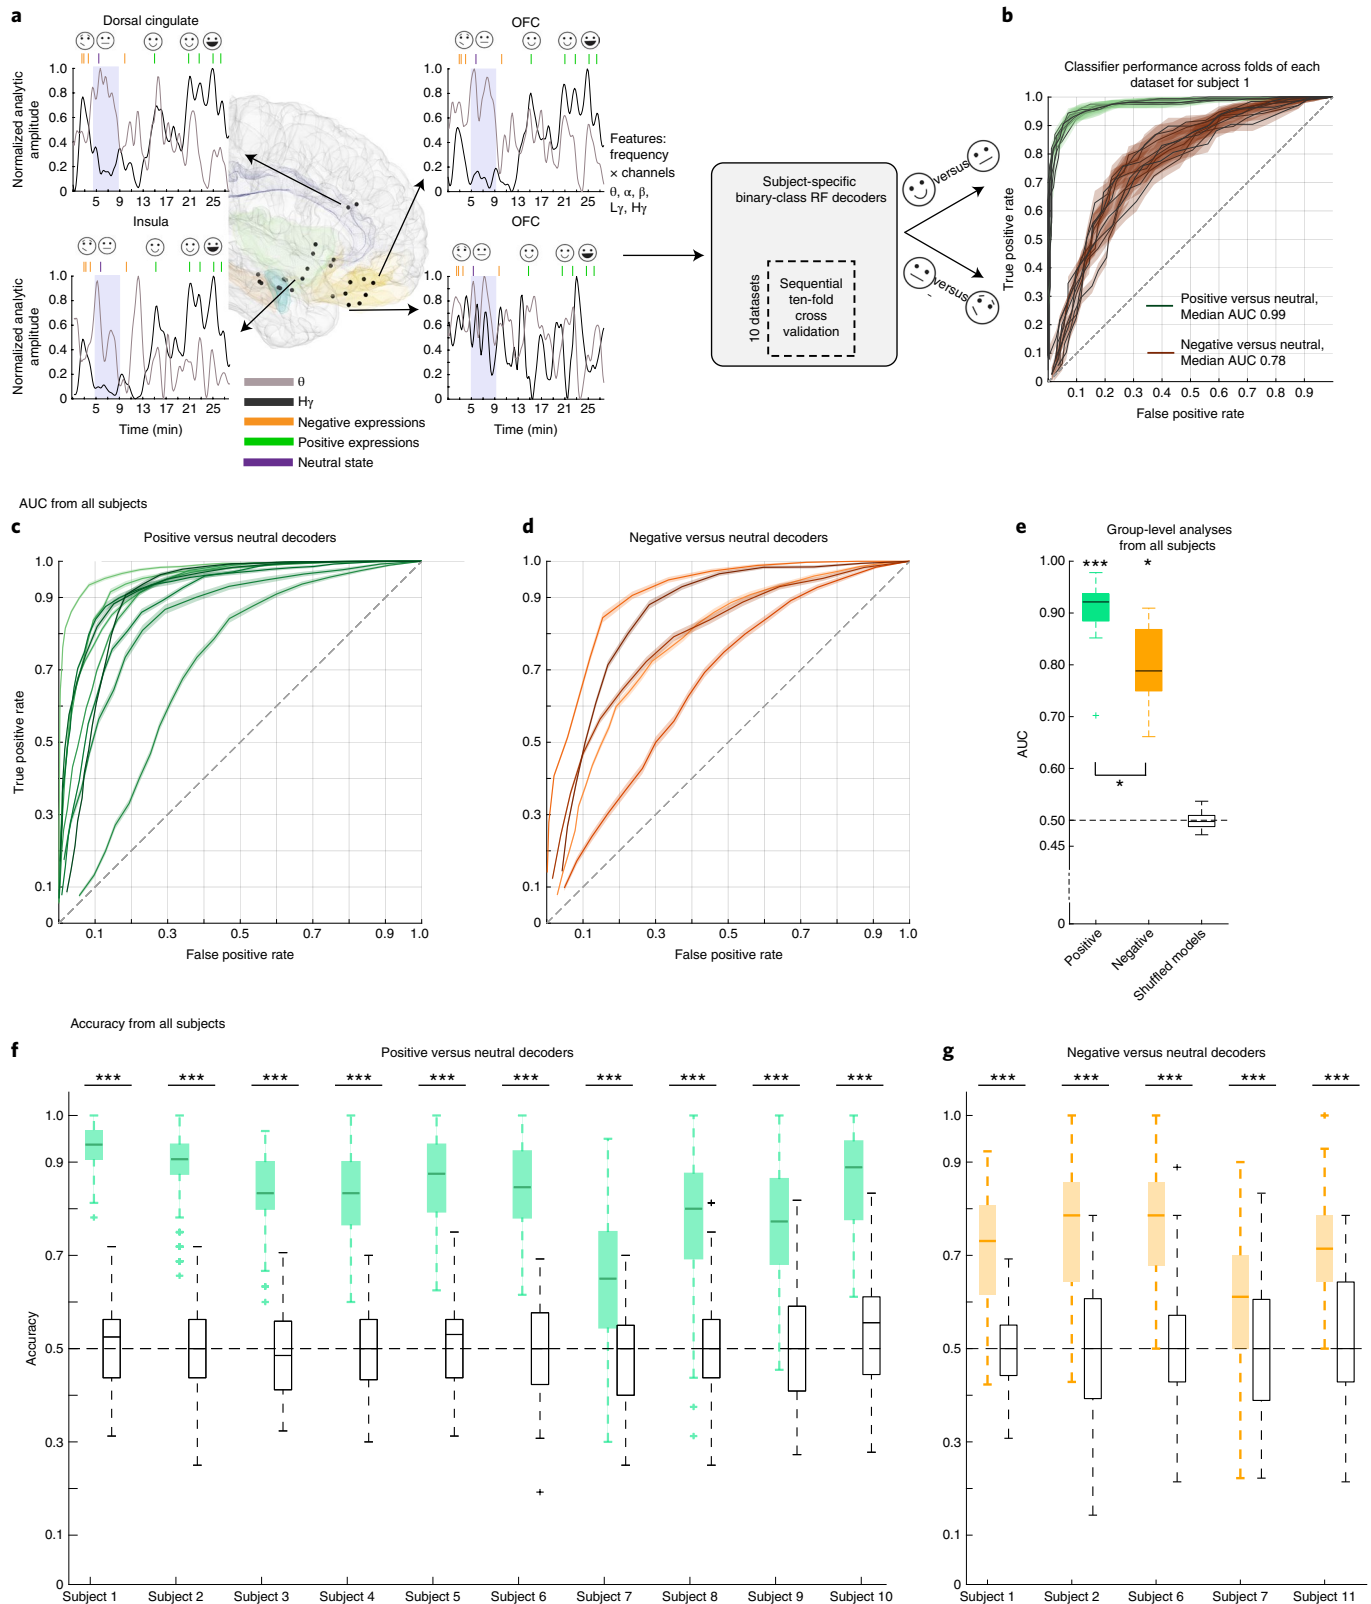 a
Dorsal cingulate
Normalized analytic
amplitude
1.0
0.8
0.6
0.4
0.2
0
5 9 13 17 21 25
OFC
1.0
0.8
0.6
0.4
0.2
0
5 9 13 17 21 25
Insula
Normalized analytic
amplitude
1.0
0.8
0.6
0.4
0.2
0
5 9 13 17 21 25
Time (min)
OFC
1.0
0.8
0.6
0.4
0.2
0
5 9 13 17 21 25
Time (min)
θ
Hγ
Negative expressions
Positive expressions
Neutral state
Features:
frequency
× channels
θ, α, β,
Lγ, Hγ
Subject-specific
binary-class RF decoders
10 datasets
Sequential
ten-fold
cross
validation
versus
versus
b
Classifier performance across folds of each
dataset for subject 1
True positive rate
1.0
0.9
0.8
0.7
0.6
0.5
0.4
0.3
0.2
0.1
0
Positive versus neutral,
Median AUC 0.99
Negative versus neutral,
Median AUC 0.78
0.1 0.2 0.3 0.4 0.5 0.6 0.7 0.8 0.9
False positive rate
AUC from all subjects
c
Positive versus neutral decoders
True positive rate
1.0
0.9
0.7
0.5
0.3
0.1
0
0.1 0.3 0.5 0.7 0.9 1.0
False positive rate
d
Negative versus neutral decoders
1.0
0.9
0.7
0.5
0.3
0.1
0
0.1 0.3 0.5 0.7 0.9 1.0
False positive rate
e
Group-level analyses
from all subjects
AUC
1.00
0.90
0.80
0.70
0.60
0.50
0.45
0
*** *
*
Positive
Negative
Shuffled models
Accuracy from all subjects
f
Positive versus neutral decoders
*** *** *** *** *** *** *** *** *** ***
Accuracy
1.0
0.9
0.7
0.5
0.3
0.1
0
Subject 1 Subject 2 Subject 3 Subject 4 Subject 5 Subject 6 Subject 7 Subject 8 Subject 9 Subject 10
g
Negative versus neutral decoders
*** *** *** *** ***
1.0
0.9
0.7
0.5
0.3
0.1
0
Subject 1 Subject 2 Subject 6 Subject 7 Subject 11